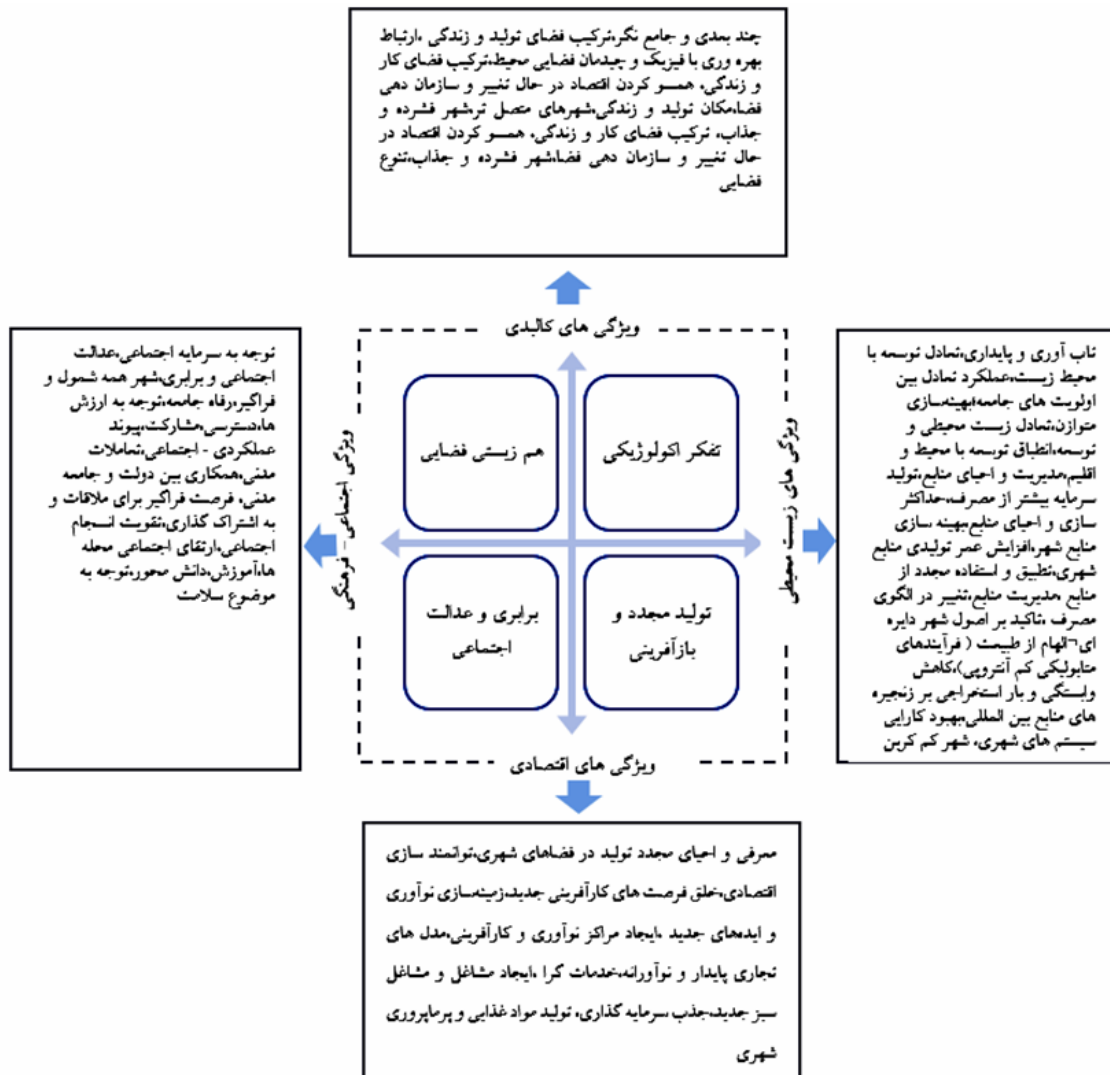 چند بعدی و جامع نگر،ترکیب فضای تولید و زندگی ،ارتباط
بهره وری با فیزیک و چیدمان فضایی محیط،ترکیب فضای کار
و زندگی، همسو کردن اقتصاد در حال تغییر و سازمان دهی
فضا،مکان تولید و زندگی،شهرهای متصل تر،شهر فشرده و
جذاب، ترکیب فضای کار و زندگی، همسو کردن اقتصاد در
حال تغییر و سازمان دهی فضا،شهر فشرده و جذاب،تنوع
فضایی
ویژگی های کالبدی
تاب آوری و پایداری،تعادل توسعه با
محیط زیست،عملکرد تعادل بین
اولویت های جامعه،بهینه‌سازی
متوازن،تعادل زیست محیطی و
توسعه،انطباق توسعه با محیط و
اقلیم،مدیریت و احیای منابع،تولید
سرمایه بیشتر از مصرف،حداکثر
سازی و احیای منابع،بهینه سازی
منابع شهر،افزایش عمر تولیدی منابع
شهری،تطبیق و استفاده مجدد از
منابع ،مدیریت منابع،تغییر در الگوی
مصرف ،تاکید بر اصول شهر دایره
ای¬الهام از طبیعت ( فرآیندهای
متابولیکی کم آنتروپی)،کاهش
وابستگی و بار استخراجی بر زنجیره
های منابع بین المللی،بهبود کارایی
سیستم های شهری، شهر کم کربن
ویژگی های زیست محیطی
تفکر اکولوژیکی
هم زیستی فضایی
تولید مجدد و
بازآفرینی
برابری و عدالت
اجتماعی
ویژگی اجتماعی - فرهنگی
توجه به سرمایه اجتماعی،عدالت
اجتماعی و برابری،شهر همه شمول و
فراگیر،رفاه جامعه،توجه به ارزش
ها،دسترسی،مشارکت،پیوند
عملکردی - اجتماعی،تعاملات
مدنی،همکاری بین دولت و جامعه
مدنی، فرصت فراگیر برای ملاقات و
به اشتراک گذاری،تقویت انسجام
اجتماعی،ارتقای اجتماعی محله
ها،آموزش،دانش محور،توجه به
موضوع سلامت
ویژگی های اقتصادی
معرفی و احیای مجدد تولید در فضاهای شهری،توانمند سازی
اقتصادی،خلق فرصت های کارآفرینی جدید،زمینه‌سازی نوآوری
و ایده‌های جدید ،ایجاد مراکز نوآوری و کارآفرینی،مدل های
تجاری پایدار و نوآورانه،خدمات گرا ،ایجاد مشاغل و مشاغل
سبز جدید،جذب سرمایه گذاری، تولید مواد غذایی و پرماپروری
شهری